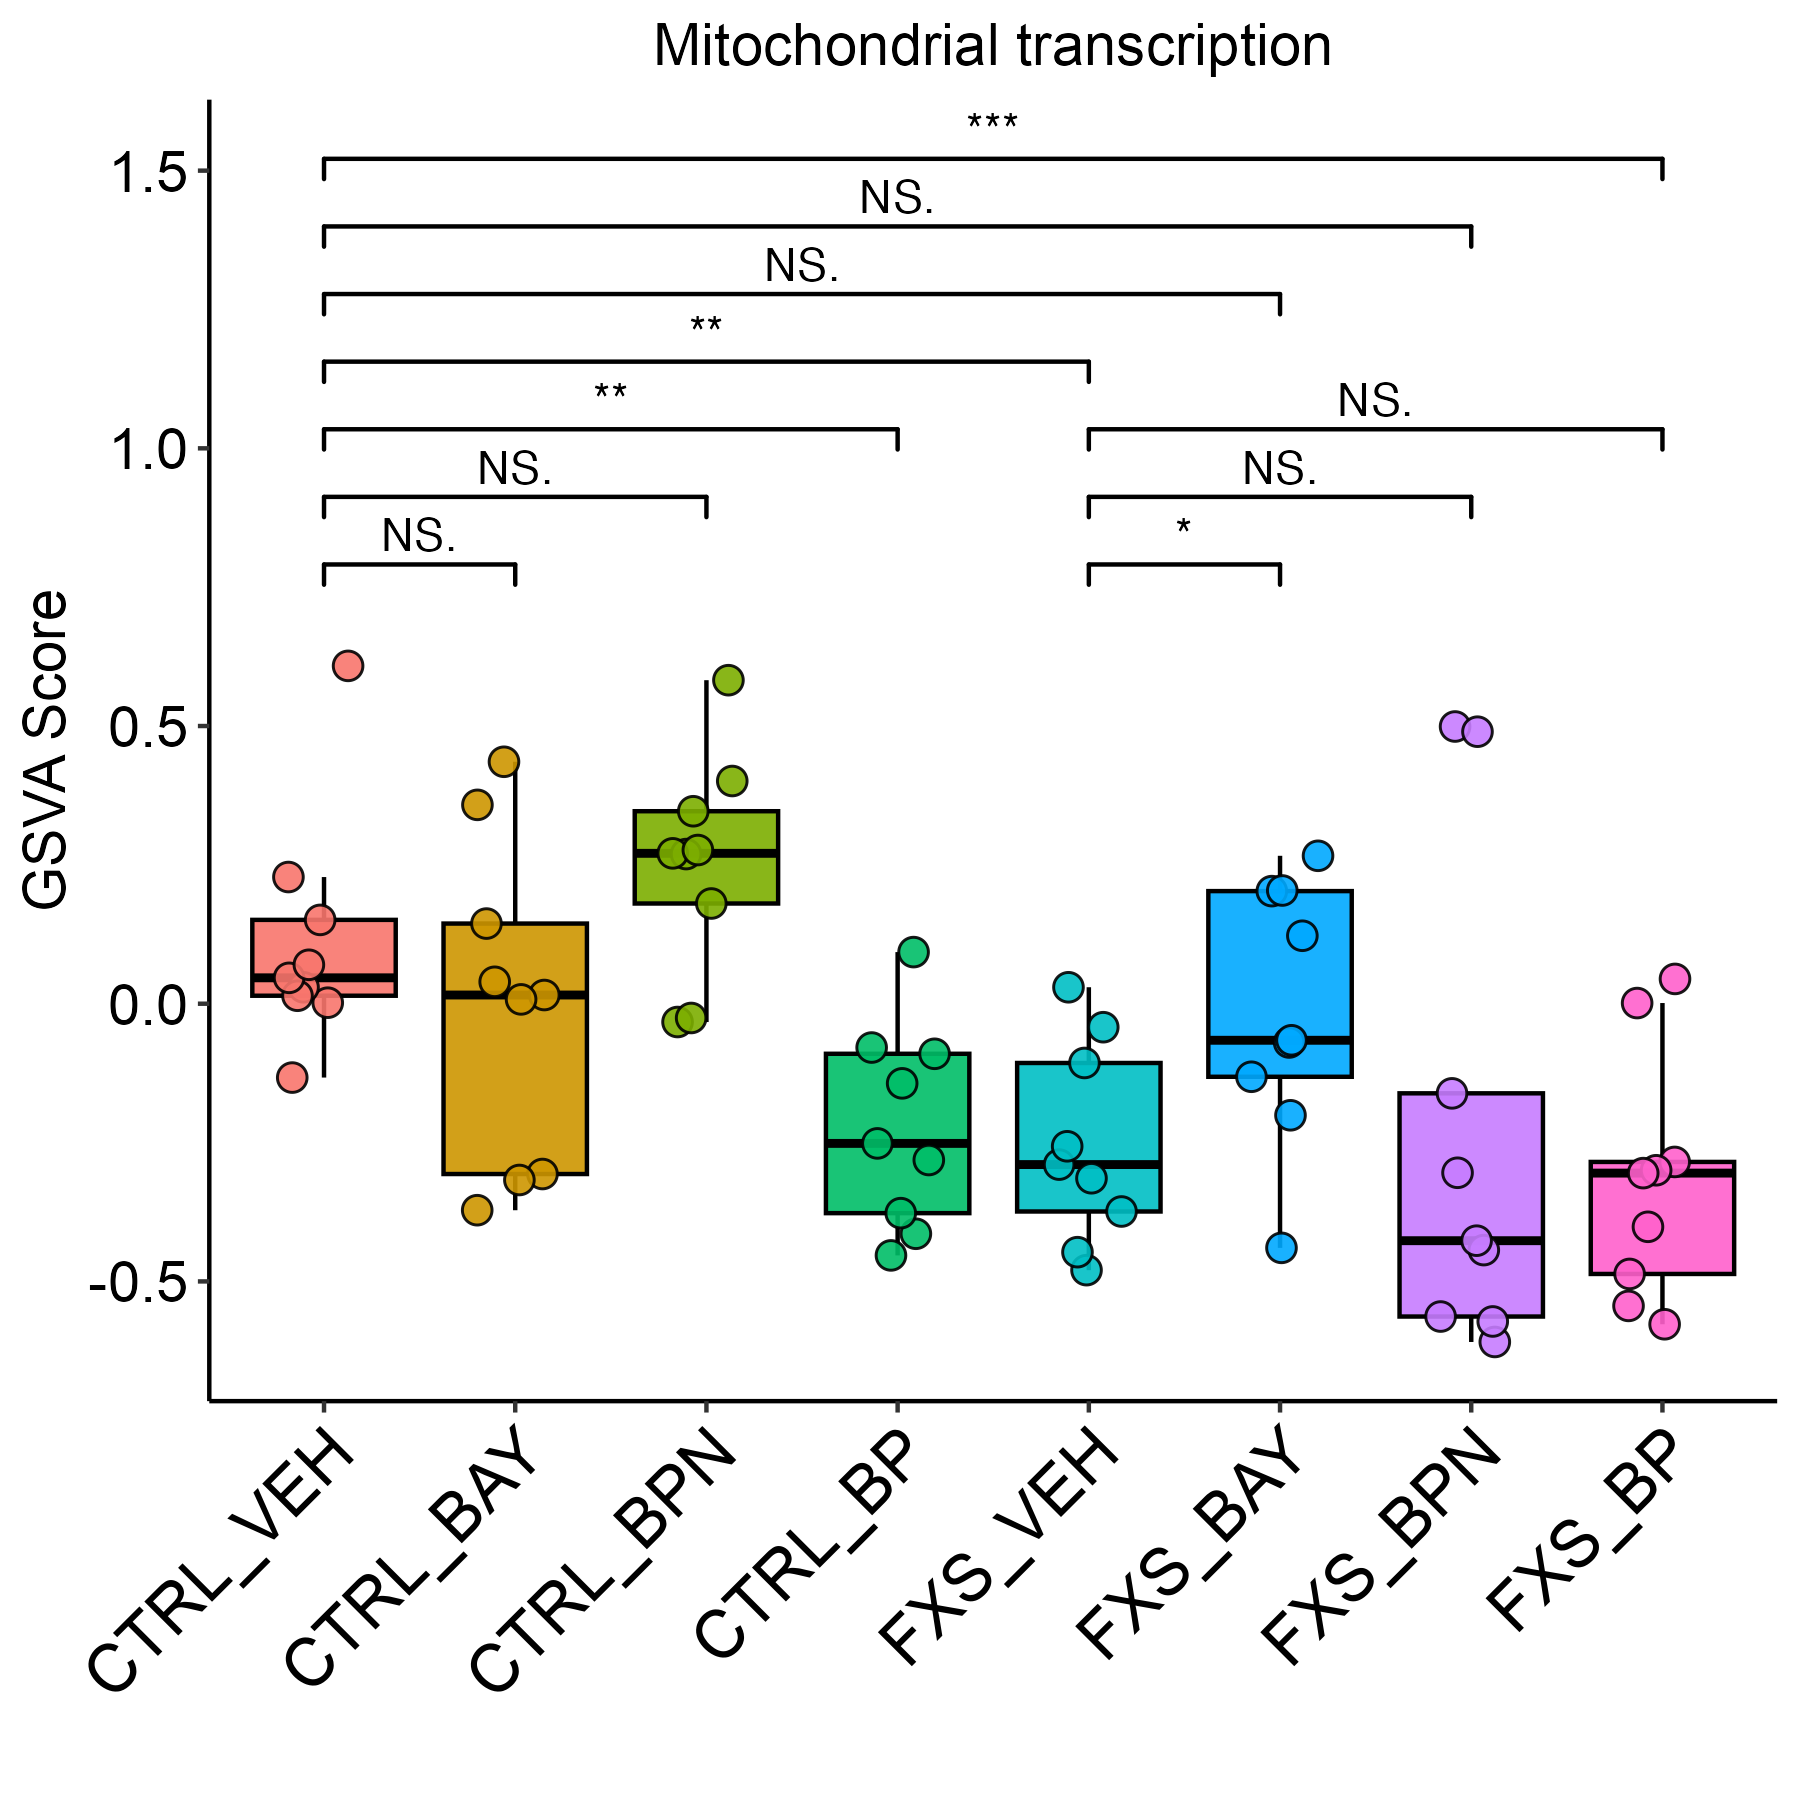 Mitochondrial transcription
***
1.5
NS.
NS.
**
**
NS.
1.0
NS.
NS.
NS.
*
GSVA Score
0.5
0.0
-0.5
CTRL_VEH
CTRL_BAY
CTRL_BPN
CTRL_BP
FXS_VEH
FXS_BAY
FXS_BPN
FXS_BP